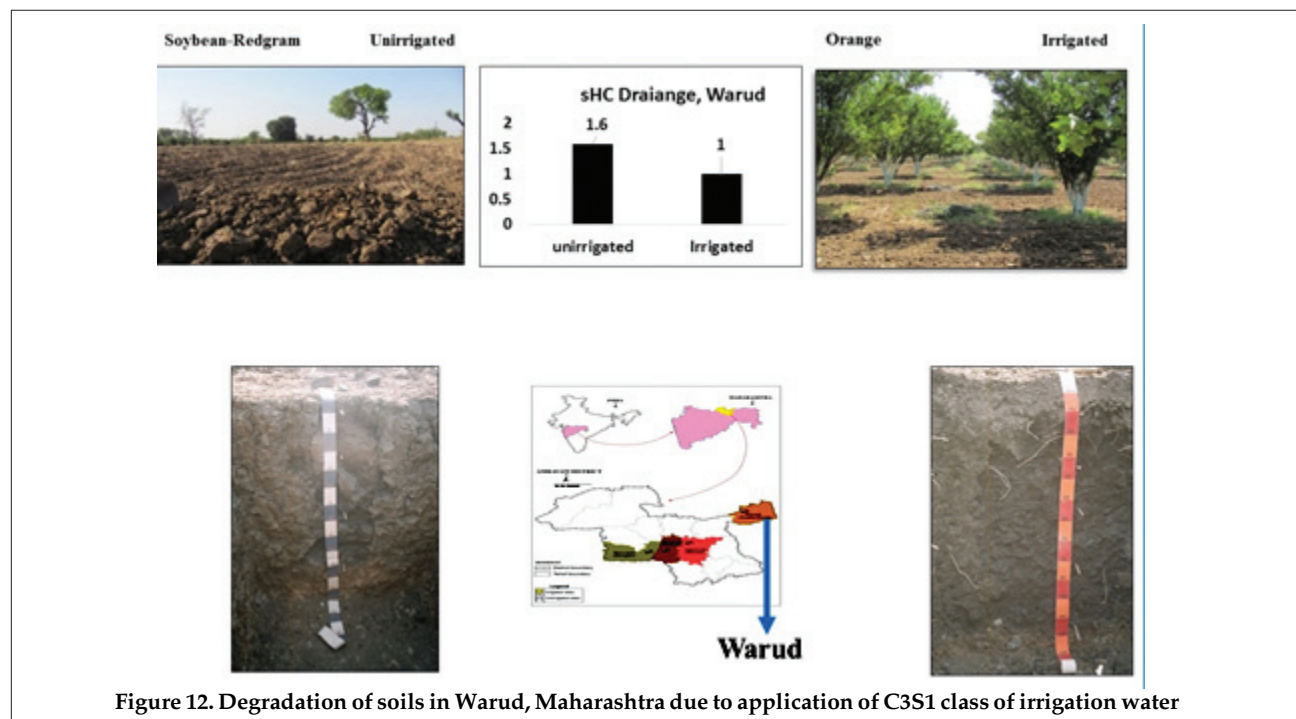 Soybean-Redgram Unirrigated
Orange Irrigated
sHC Draiange, Warud
2
1.5
1
0.5
0
1.6
1
unirrigated Irrigated
MAHARASHTRA
Warud
Figure 12. Degradation of soils in Warud, Maharashtra due to application of C3S1 class of irrigation water